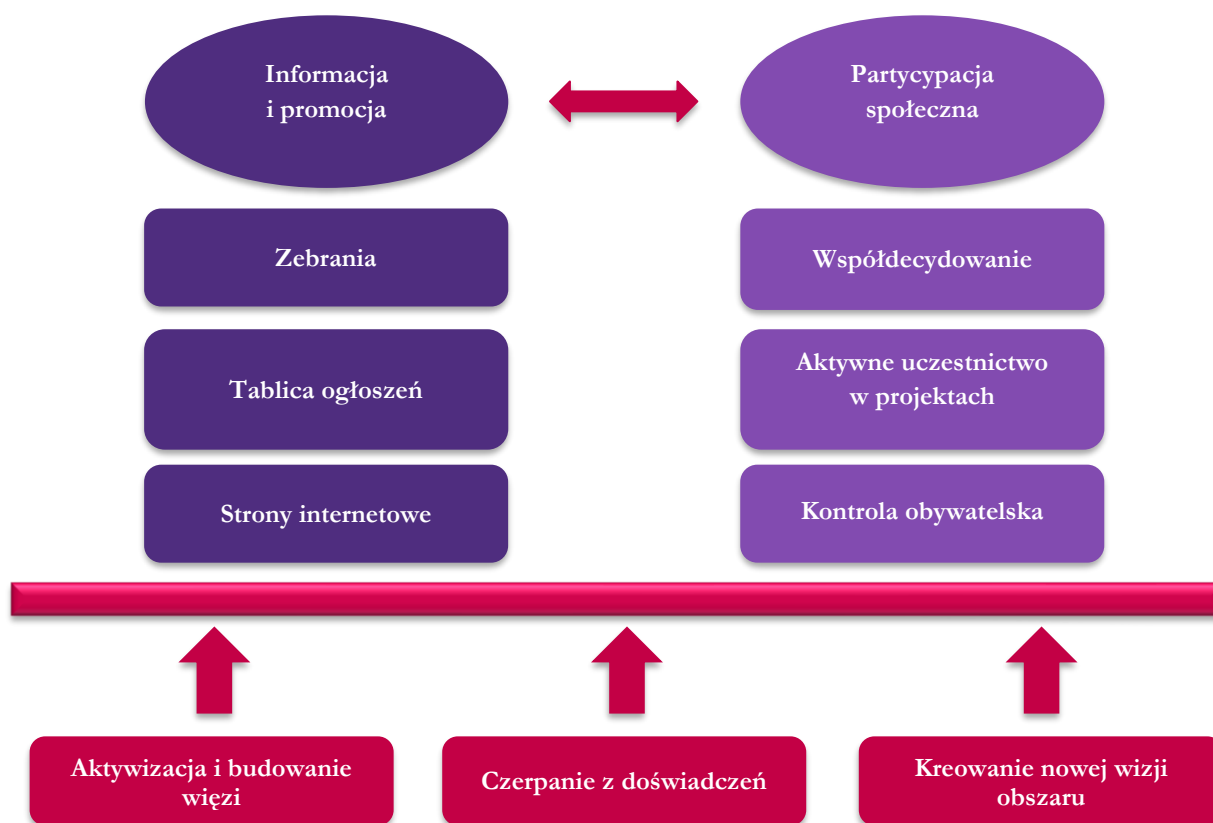 Informacja
i promocja
Partycypacja
społeczna
Zebrania
Współdecydowanie
Tablica ogłoszeń
Aktywne uczestnictwo
w projektach
Strony internetowe
Kontrola obywatelska
Aktywizacja i budowanie
więzi
Czerpanie z doświadczeń
Kreowanie nowej wizji
obszaru